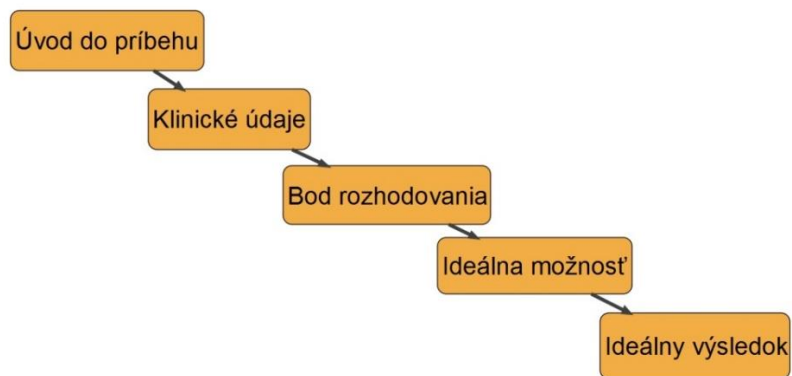 Úvod do príbehu
Klinické údaje
Bod rozhodovania
Ideálna možnosť
Ideálny výsledok